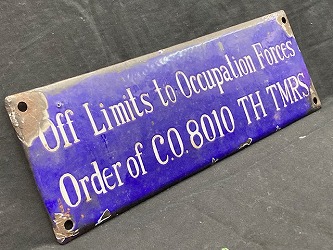 Off Limits to Occupation Forces
Order of C.O. 8010 TH TMRS